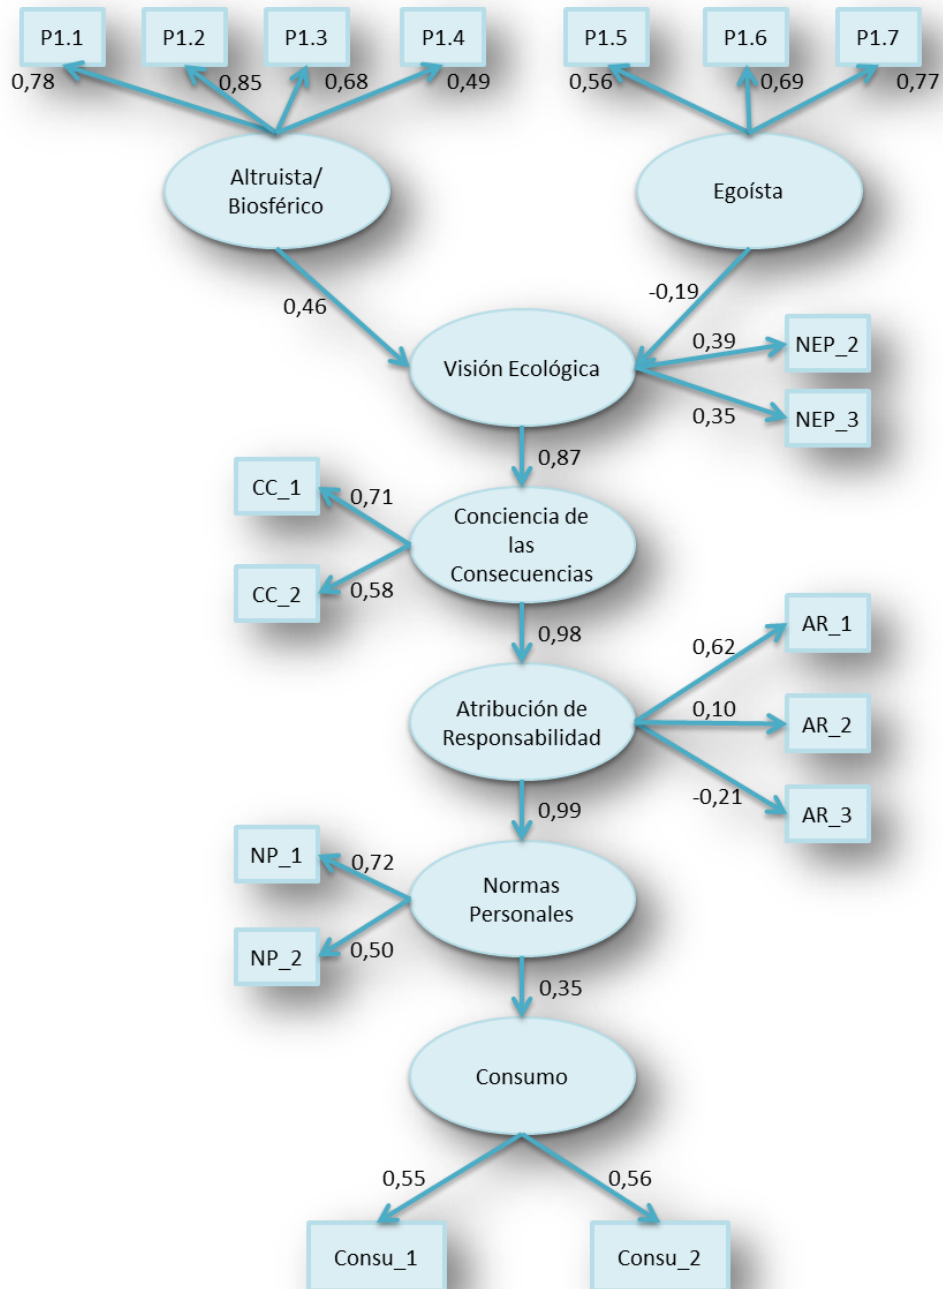 P1.1
P1.2
P1.3
P1.4
P1.5
P1.6
P1.7
0,78
0,85
0,68
0,49
0,56
0,69
0,77
Altruista/
Biosférico
Egoísta
0,46
-0,19
Visión Ecológica
0,39
NEP_2
0,35
NEP_3
0,87
CC_1
0,71
Conciencia de
las
Consecuencias
CC_2
0,58
0,98
AR_1
0,62
Atribución de
Responsabilidad
0,10
AR_2
-0,21
AR_3
0,99
NP_1
0,72
Normas
Personales
NP_2
0,50
0,35
Consumo
0,55
0,56
Consu_1
Consu_2